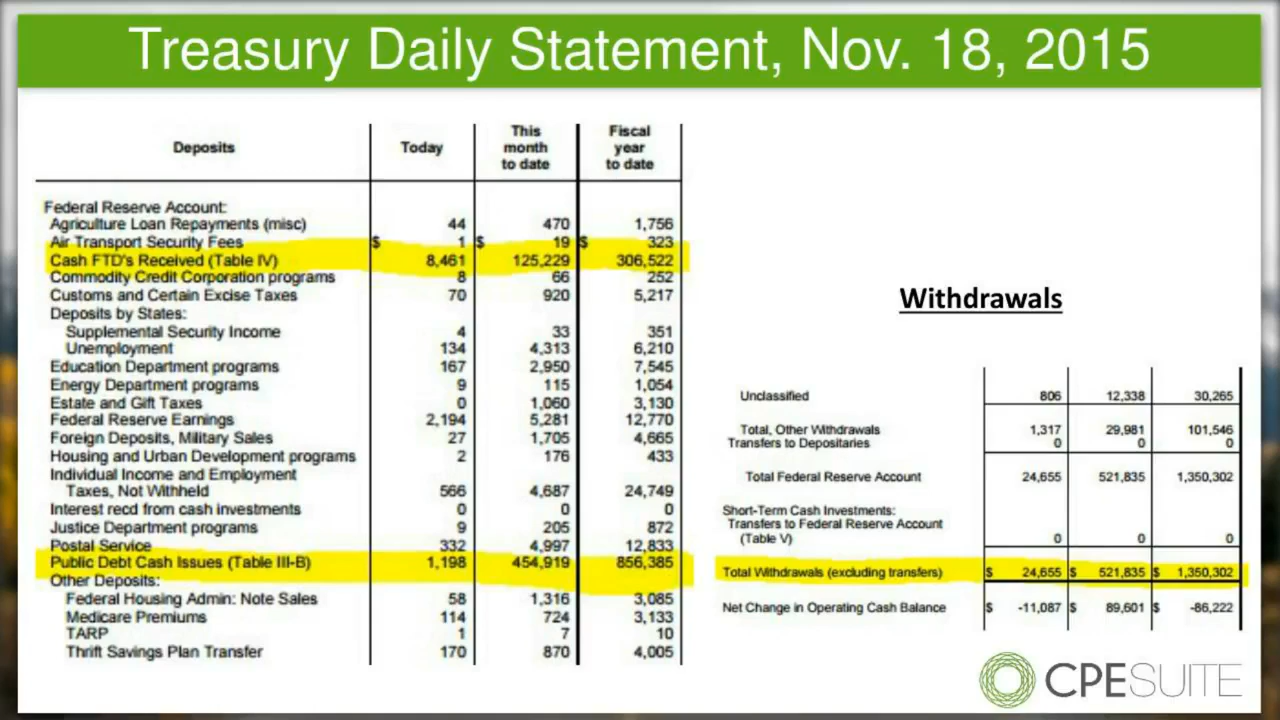 Treasury Daily Statement, Nov. 18, 2015
Deposits Today This month to date Fiscal year to date
Federal Reserve Account:
Agriculture Loan Repayments (misc) 44 470 1,756
Air Transport Security Fees $ 1 $ 19 $ 323
Cash FTD's Received (Table IV) 8,461 125,229 306,522
Commodity Credit Corporation programs 8 66 252
Customs and Certain Excise Taxes 70 920 5,217
Deposits by States:
Supplemental Security Income 4 33 351
Unemployment 134 4,313 6,210
Education Department programs 167 2,950 7,545
Energy Department programs 9 115 1,054
Estate and Gift Taxes 0 1,060 3,130
Federal Reserve Earnings 2,194 5,281 12,770
Foreign Deposits, Military Sales 27 1,705 4,665
Housing and Urban Development programs 2 176 433
Individual Income and Employment
Taxes, Not Withheld 566 4,687 24,749
Interest recd from cash investments 0 0 0
Justice Department programs 9 205 872
Postal Service 332 4,997 12,833
Public Debt Cash Issues (Table III-B) 1,198 454,919 856,385
Other Deposits:
Federal Housing Admin: Note Sales 58 1,316 3,085
Medicare Premiums 114 724 3,133
TARP 1 7 10
Thrift Savings Plan Transfer 170 870 4,005
Withdrawals
Unclassified 806 12,338 30,265
Total, Other Withdrawals 1,317 29,981 101,546
Transfers to Depositaries 0 0 0
Total Federal Reserve Account 24,655 521,835 1,350,302
Short-Term Cash Investments:
Transfers to Federal Reserve Account
(Table V) 0 0 0
Total Withdrawals (excluding transfers) $ 24,655 $ 521,835 $ 1,350,302
Net Change in Operating Cash Balance $ -11,087 $ 89,601 $ -86,222
CPESUITE